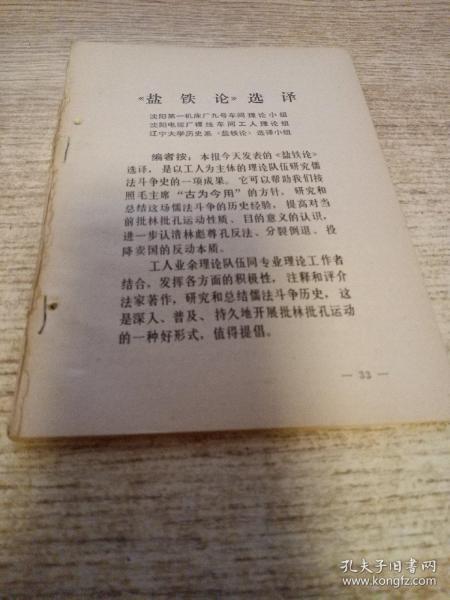 《盐铁论》选译
沈阳第一机床厂九号车间理论小组
沈阳电缆厂裸线车间工人理论组
辽宁大学历史系《盐铁论》选译小组
编者按：本报今天发表的《盐铁论》
选译，是以工人为主体的理论队伍研究儒
法斗争史的一项成果。它可以帮助我们按
照毛主席“古为今用”的方针，研究和
总结这场儒法斗争的历史经验，提高对当
前批林批孔运动性质、目的意义的认识，
进一步认清林彪尊孔反法、分裂倒退、投
降卖国的反动本质。
工人业余理论队伍同专业理论工作者
结合，发挥各方面的积极性，注释和评介
法家著作，研究和总结儒法斗争历史，这
是深入、普及、持久地开展批林批孔运动
的一种好形式，值得提倡。
— 33 —
孔夫子旧书网
www.kongfz.com